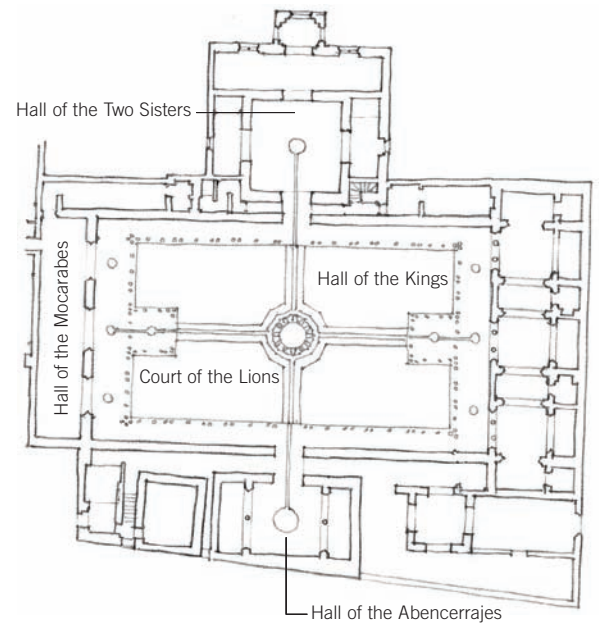 Hall of the Two Sisters
Hall of the Mocarabes
Hall of the Kings
Court of the Lions
Hall of the Abencerrajes